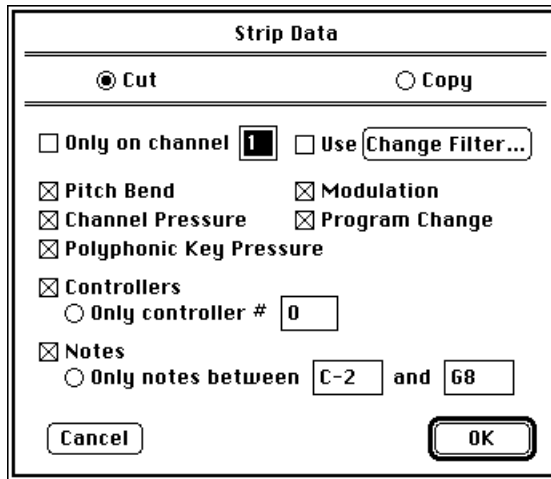 Strip Data
Cut Copy
Only on channel 1 Use Change Filter...
Pitch Bend Modulation
Channel Pressure Program Change
Polyphonic Key Pressure
Controllers
Only controller # 0
Notes
Only notes between C-2 and G8
Cancel OK